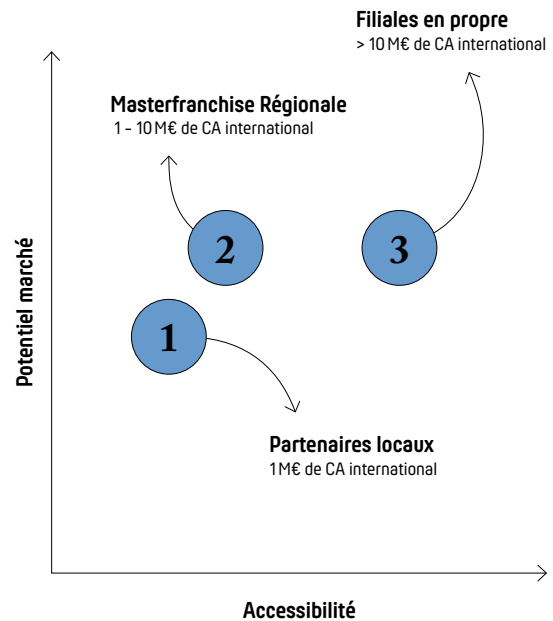 Filiales en propre
> 10 M€ de CA international
Masterfranchise Régionale
1 - 10 M€ de CA international
2
3
1
Potentiel marché
Partenaires locaux
1 M€ de CA international
Accessibilité